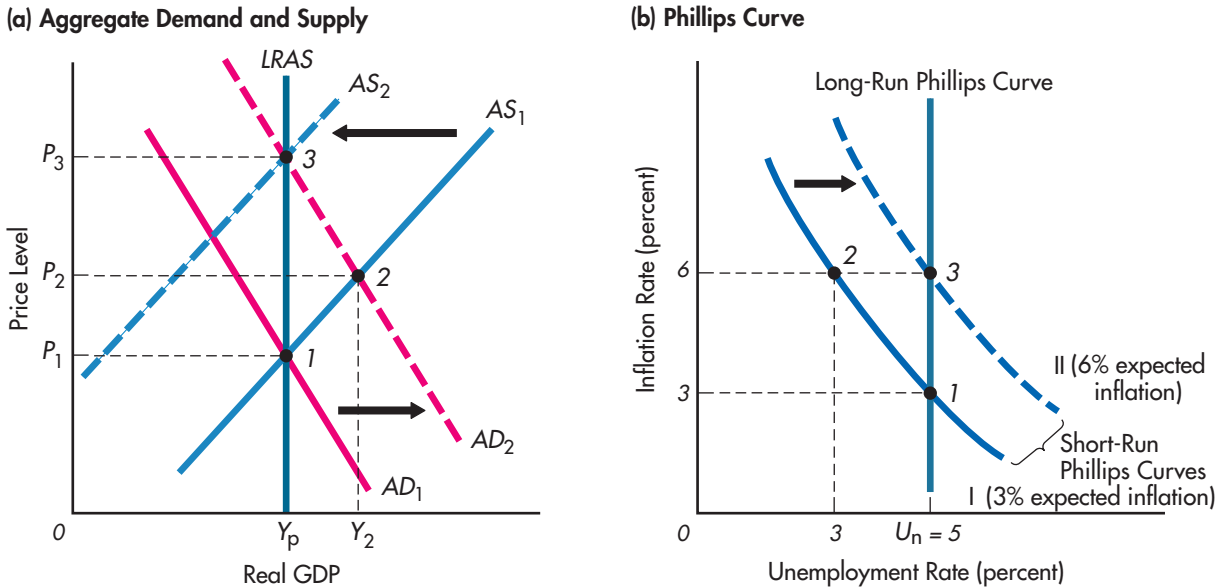 (a) Aggregate Demand and Supply
LRAS
AS2
AS1
P3
3
P2
2
P1
1
AD2
AD1
0
Yp
Y2
Price Level
Real GDP
(b) Phillips Curve
Long-Run Phillips Curve
6
2
3
3
1
II (6% expected
inflation)
Short-Run
Phillips Curves
I (3% expected inflation)
0
3
Un = 5
Inflation Rate (percent)
Unemployment Rate (percent)